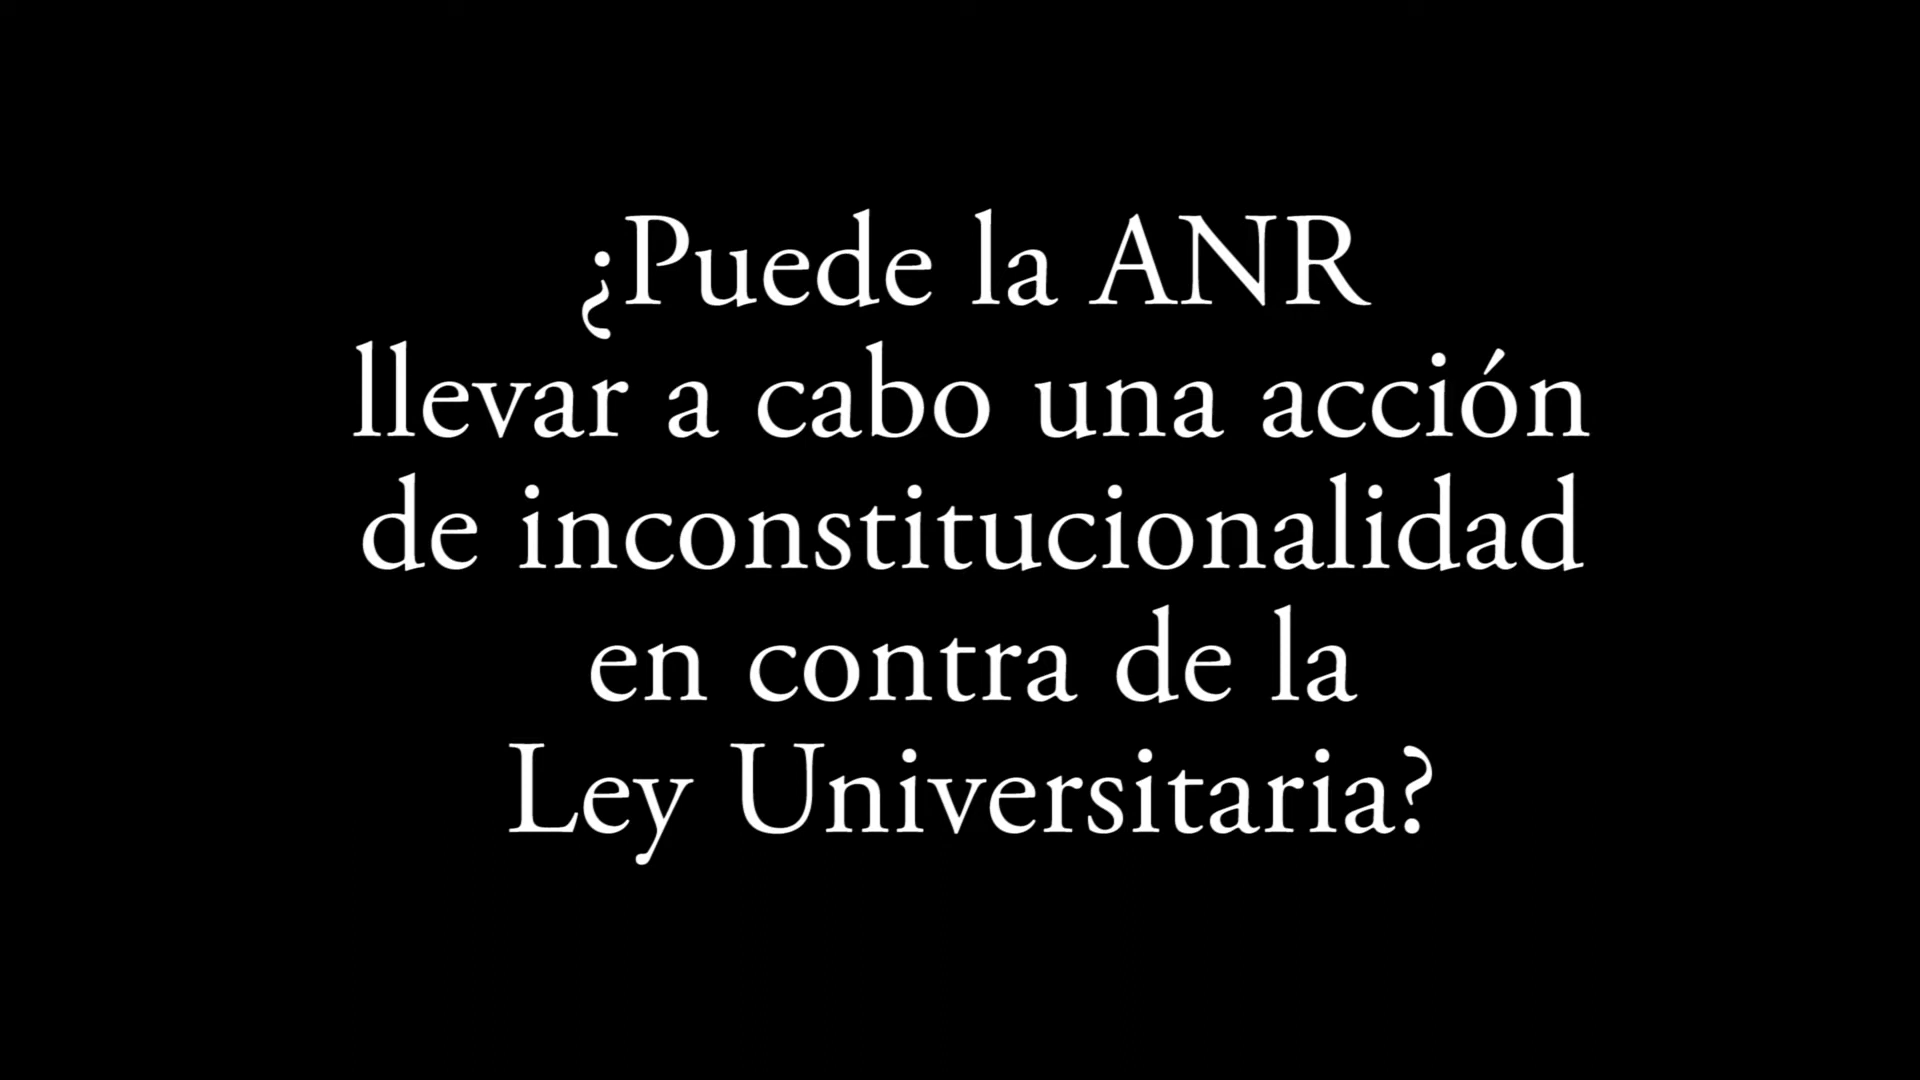 ¿Puede la ANR
llevar a cabo una acción
de inconstitucionalidad
en contra de la
Ley Universitaria?